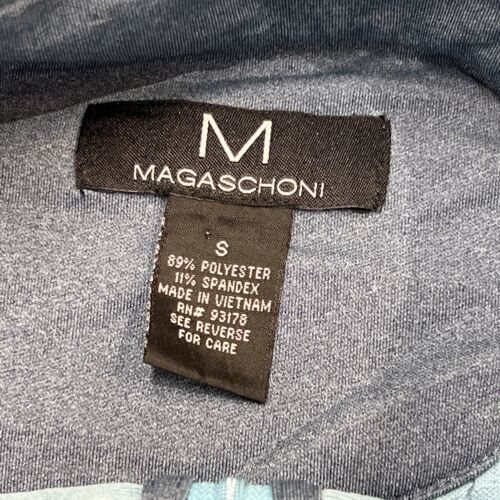 M
MAGASCHONI
S
89% POLYESTER
11% SPANDEX
MADE IN VIETNAM
RN# 93178
SEE REVERSE
FOR CARE